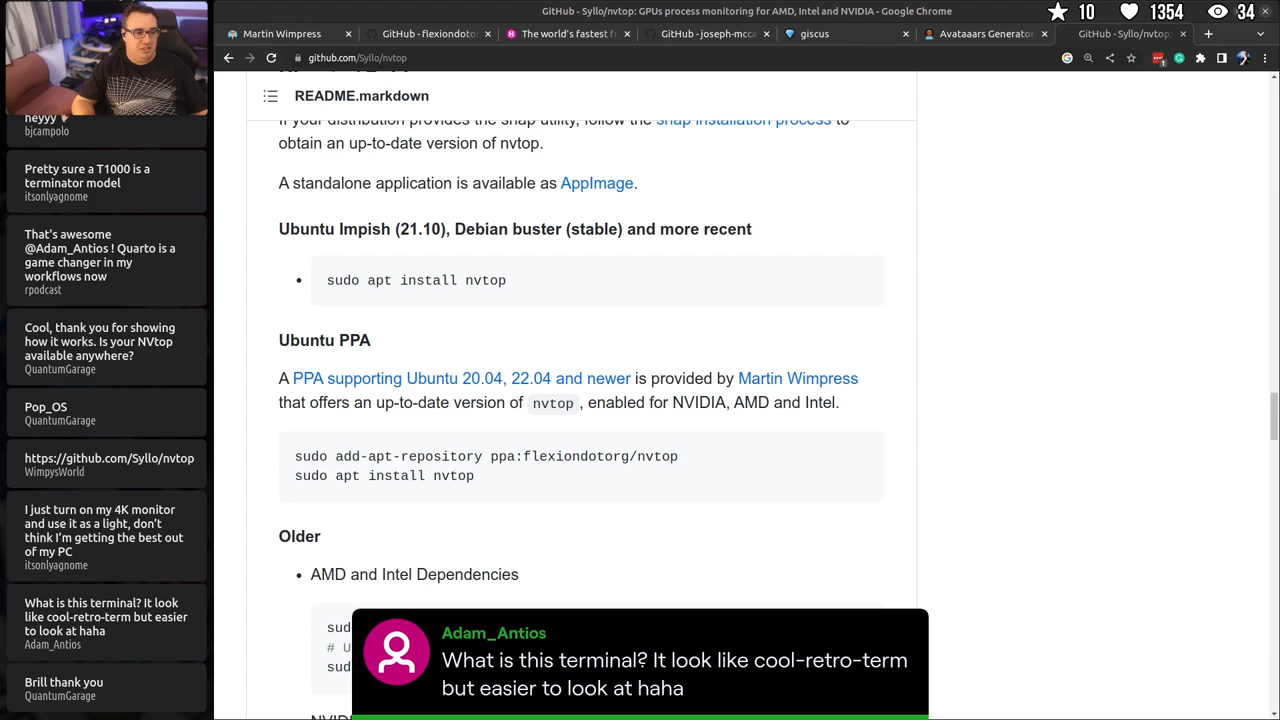 GitHub - Syllo/nvtop: GPUs process monitoring for AMD, Intel and NVIDIA - Google Chrome
10
1354
34
Martin Wimpress
GitHub - flexiondoto
The world's fastest fr
GitHub - joseph-mcca
giscus
Avataaars Generator
GitHub - Syllo/nvtop:
github.com/Syllo/nvtop
README.markdown
If your distribution provides the snap utility, follow the snap installation process to
obtain an up-to-date version of nvtop.
A standalone application is available as AppImage.
Ubuntu Impish (21.10), Debian buster (stable) and more recent
• sudo apt install nvtop
Ubuntu PPA
A PPA supporting Ubuntu 20.04, 22.04 and newer is provided by Martin Wimpress
that offers an up-to-date version of nvtop , enabled for NVIDIA, AMD and Intel.
sudo add-apt-repository ppa:flexiondotorg/nvtop
sudo apt install nvtop
Older
• AMD and Intel Dependencies
sud
# U
sud
NVIDI
heyyy
bjcampolo
Pretty sure a T1000 is a
terminator model
itsonlyagnome
That's awesome
@Adam_Antios ! Quarto is a
game changer in my
workflows now
rpodcast
Cool, thank you for showing
how it works. Is your NVtop
available anywhere?
QuantumGarage
Pop_OS
QuantumGarage
https://github.com/Syllo/nvtop
WimpysWorld
I just turn on my 4K monitor
and use it as a light, don't
think I'm getting the best out
of my PC
itsonlyagnome
What is this terminal? It look
like cool-retro-term but easier
to look at haha
Adam_Antios
Brill thank you
QuantumGarage
Adam_Antios
What is this terminal? It look like cool-retro-term
but easier to look at haha